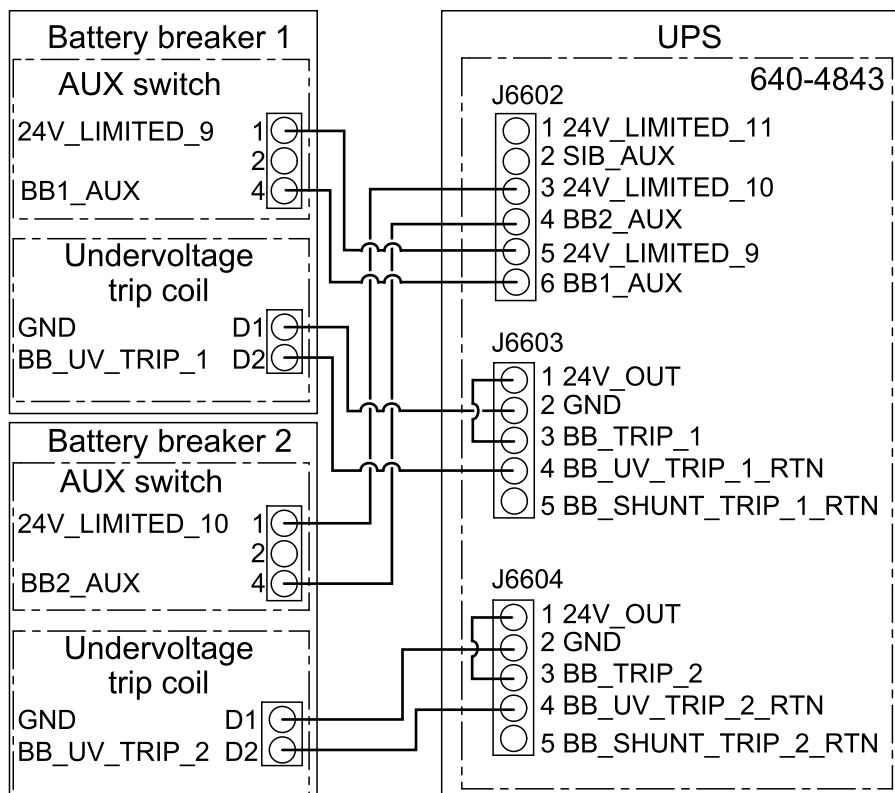 Battery breaker 1
AUX switch
24V_LIMITED_9 1
2
BB1_AUX 4
Undervoltage
trip coil
GND D1
BB_UV_TRIP_1 D2
Battery breaker 2
AUX switch
24V_LIMITED_10 1
2
BB2_AUX 4
Undervoltage
trip coil
GND D1
BB_UV_TRIP_2 D2
UPS
640-4843
J6602
1 24V_LIMITED_11
2 SIB_AUX
3 24V_LIMITED_10
4 BB2_AUX
5 24V_LIMITED_9
6 BB1_AUX
J6603
1 24V_OUT
2 GND
3 BB_TRIP_1
4 BB_UV_TRIP_1_RTN
5 BB_SHUNT_TRIP_1_RTN
J6604
1 24V_OUT
2 GND
3 BB_TRIP_2
4 BB_UV_TRIP_2_RTN
5 BB_SHUNT_TRIP_2_RTN